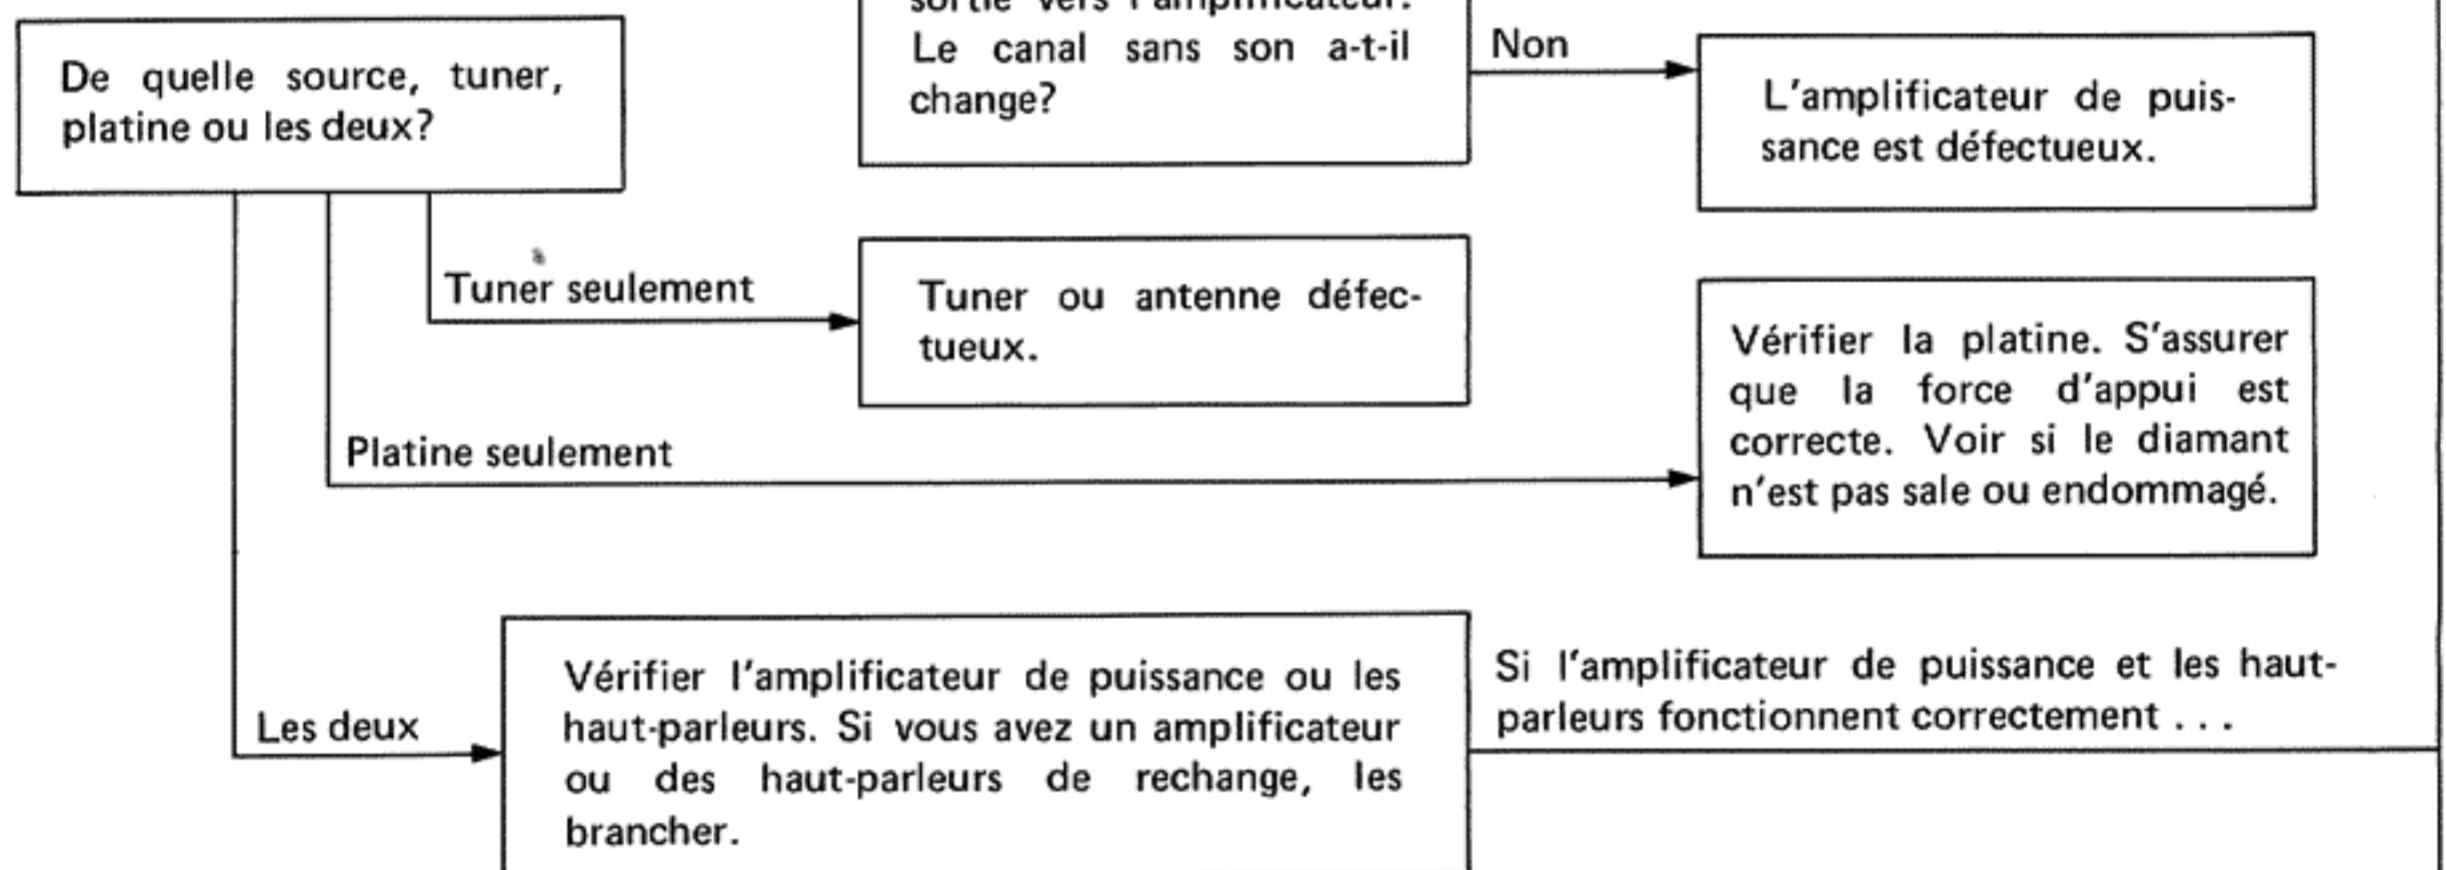 De quelle source, tuner,
platine ou les deux?
sortie vers l'amplificateur.
Le canal sans son a-t-il
change?
Non
L'amplificateur de puis-
sance est défectueux.
Tuner seulement
Tuner ou antenne défec-
tueux.
Platine seulement
Vérifier la platine. S'assurer
que la force d'appui est
correcte. Voir si le diamant
n'est pas sale ou endommagé.
Les deux
Vérifier l'amplificateur de puissance ou les
haut-parleurs. Si vous avez un amplificateur
ou des haut-parleurs de rechange, les
brancher.
Si l'amplificateur de puissance et les haut-
parleurs fonctionnent correctement . . .